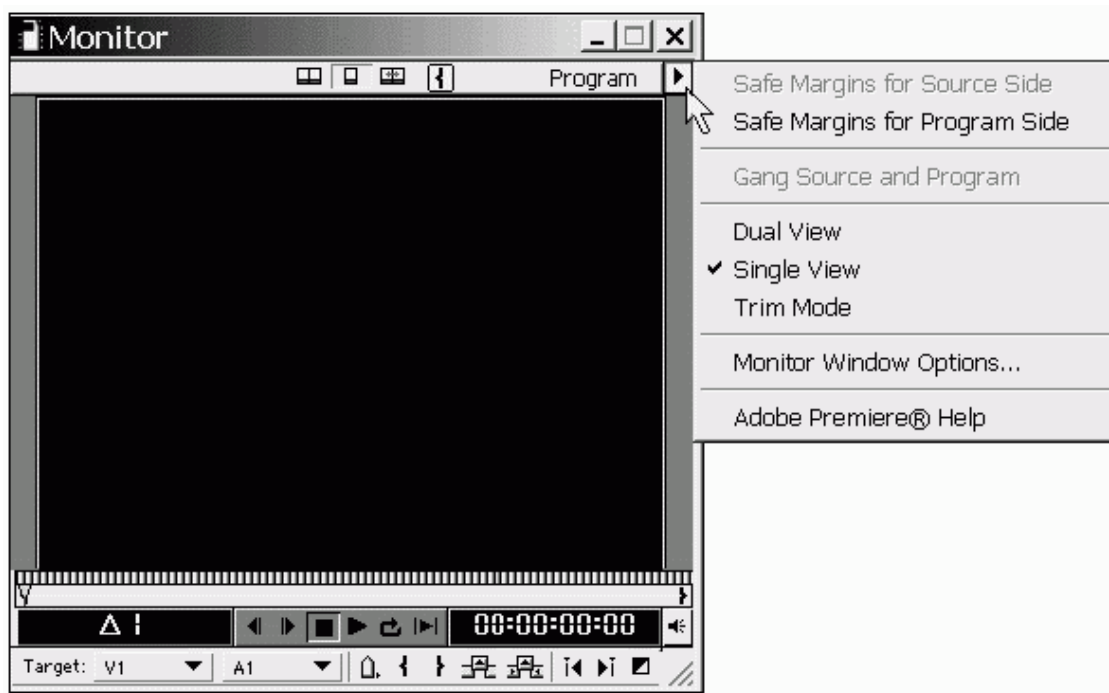 Monitor
Program
Safe Margins for Source Side
Safe Margins for Program Side
Gang Source and Program
Dual View
Single View
Trim Mode
Monitor Window Options...
Adobe Premiere® Help
Δ 1
00:00:00:00
Target: V1 A1